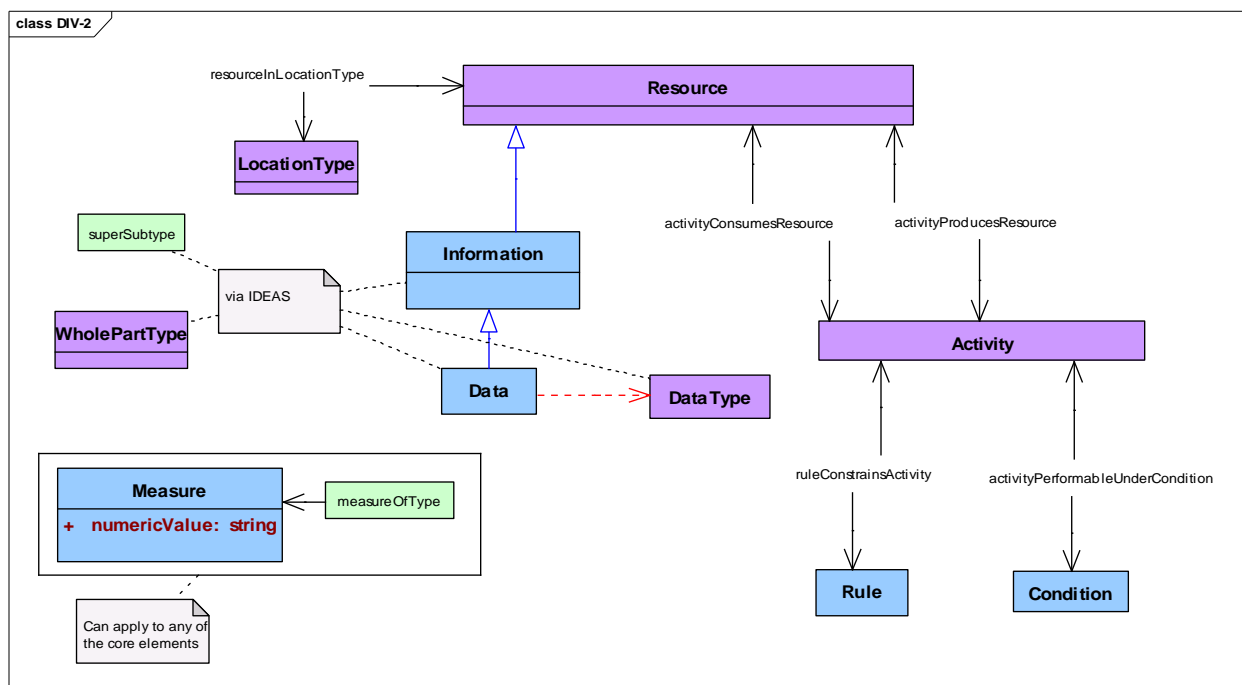 class DIV-2
resourceInLocationType
Resource
LocationType
superSubtype
activityConsumesResource
activityProducesResource
Information
via IDEAS
WholePartType
Activity
Data
DataType
ruleConstrainsActivity
activityPerformableUnderCondition
Measure
+ numericValue: string
measureOfType
Rule
Condition
Can apply to any of
the core elements